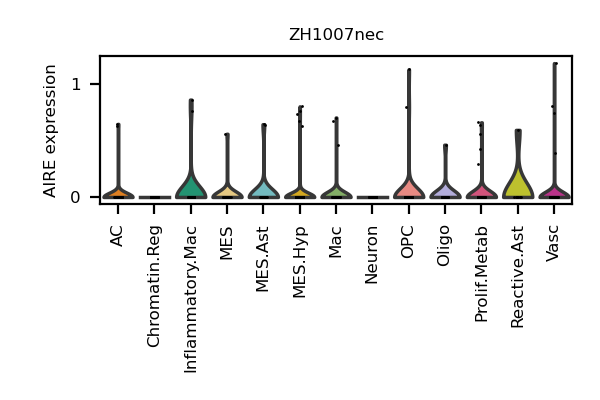 ZH1007nec
AIRE expression
1
0
AC
Chromatin.Reg
Inflammatory.Mac
MES
MES.Ast
MES.Hyp
Mac
Neuron
OPC
Oligo
Prolif.Metab
Reactive.Ast
Vasc